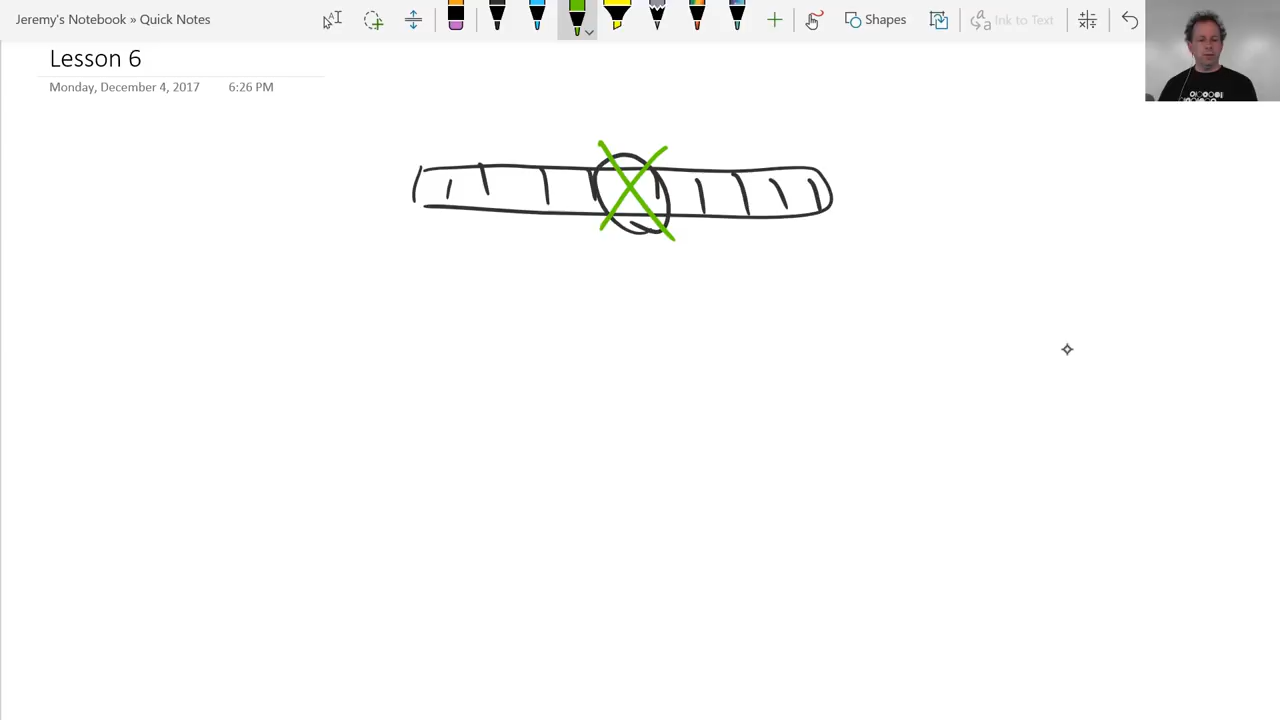 Jeremy's Notebook » Quick Notes
Shapes
Ink to Text
Lesson 6
Monday, December 4, 2017 6:26 PM